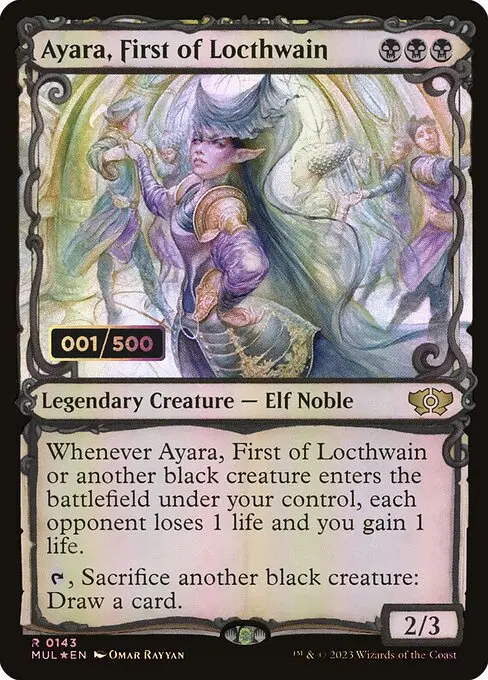 Ayara, First of Locthwain
001/500
Legendary Creature — Elf Noble
Whenever Ayara, First of Locthwain
or another black creature enters the
battlefield under your control, each
opponent loses 1 life and you gain 1
life.
, Sacrifice another black creature:
Draw a card.
2/3
R 0143
MUL★EN Omar Rayyan
™ & © 2023 Wizards of the Coast